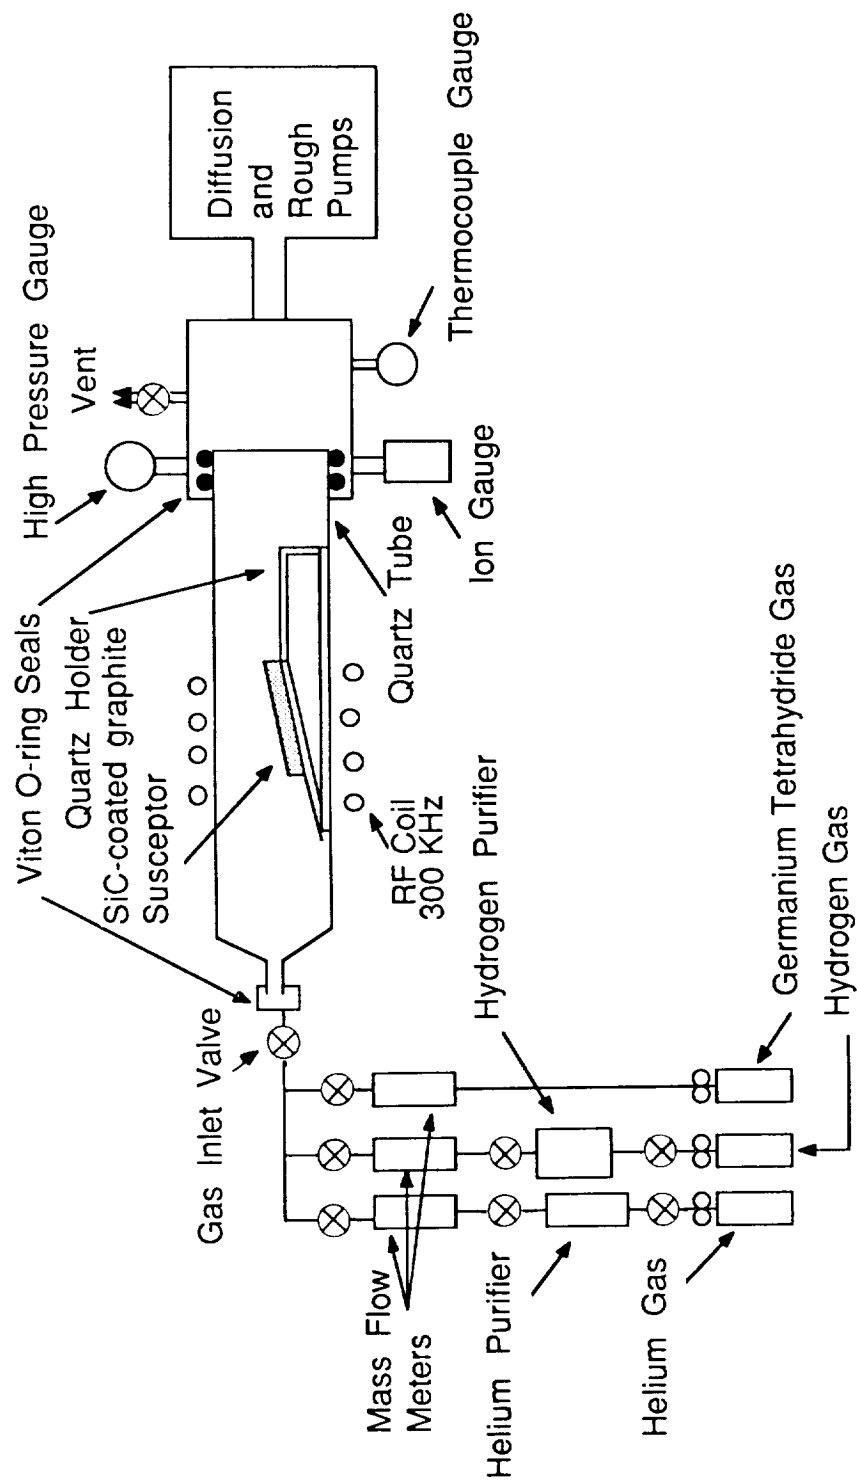 High Pressure Gauge
Vent
Diffusion
and
Rough
Pumps
Thermocouple Gauge
Ion Gauge
Viton O-ring Seals
Quartz Holder
SiC-coated graphite
Susceptor
Quartz Tube
RF Coil
300 KHz
Gas Inlet Valve
Hydrogen Purifier
Mass Flow
Meters
Helium Purifier
Helium Gas
Germanium Tetrahydride Gas
Hydrogen Gas